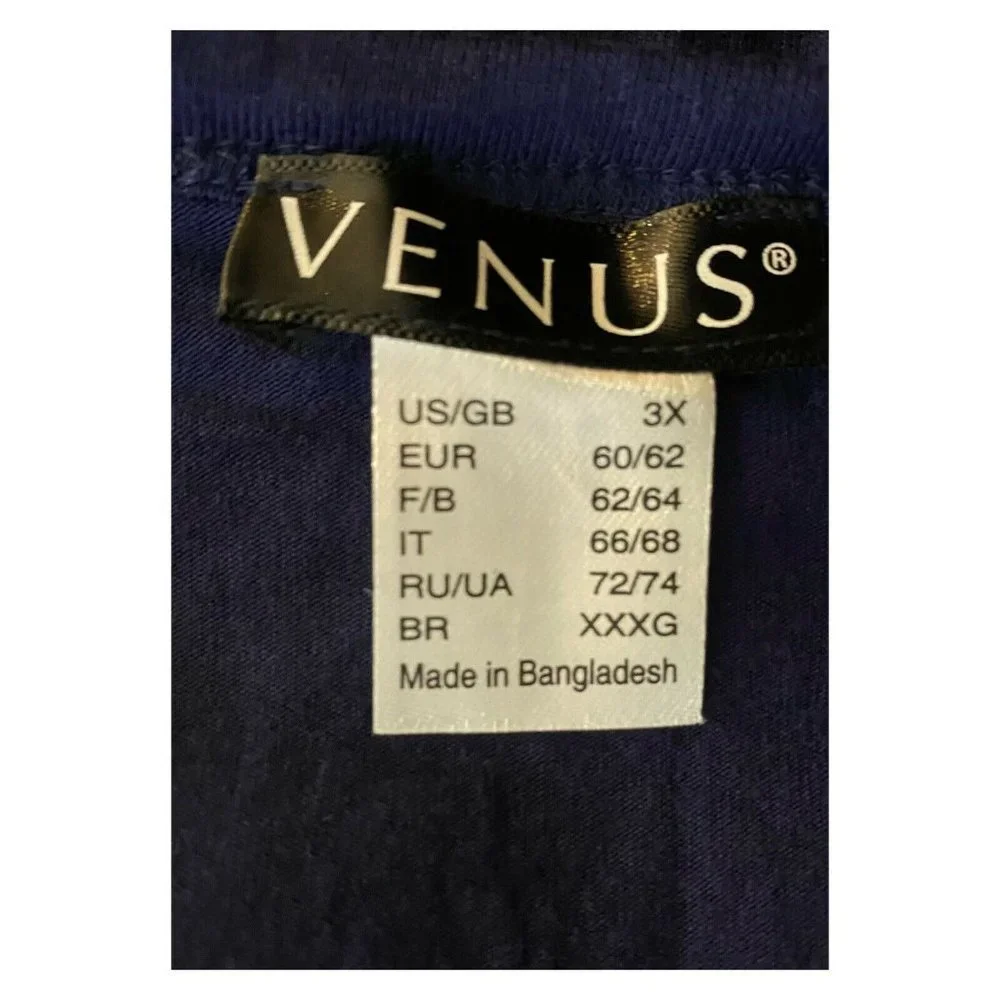 VENUS®
US/GB 3X
EUR 60/62
F/B 62/64
IT 66/68
RU/UA 72/74
BR XXXG
Made in Bangladesh